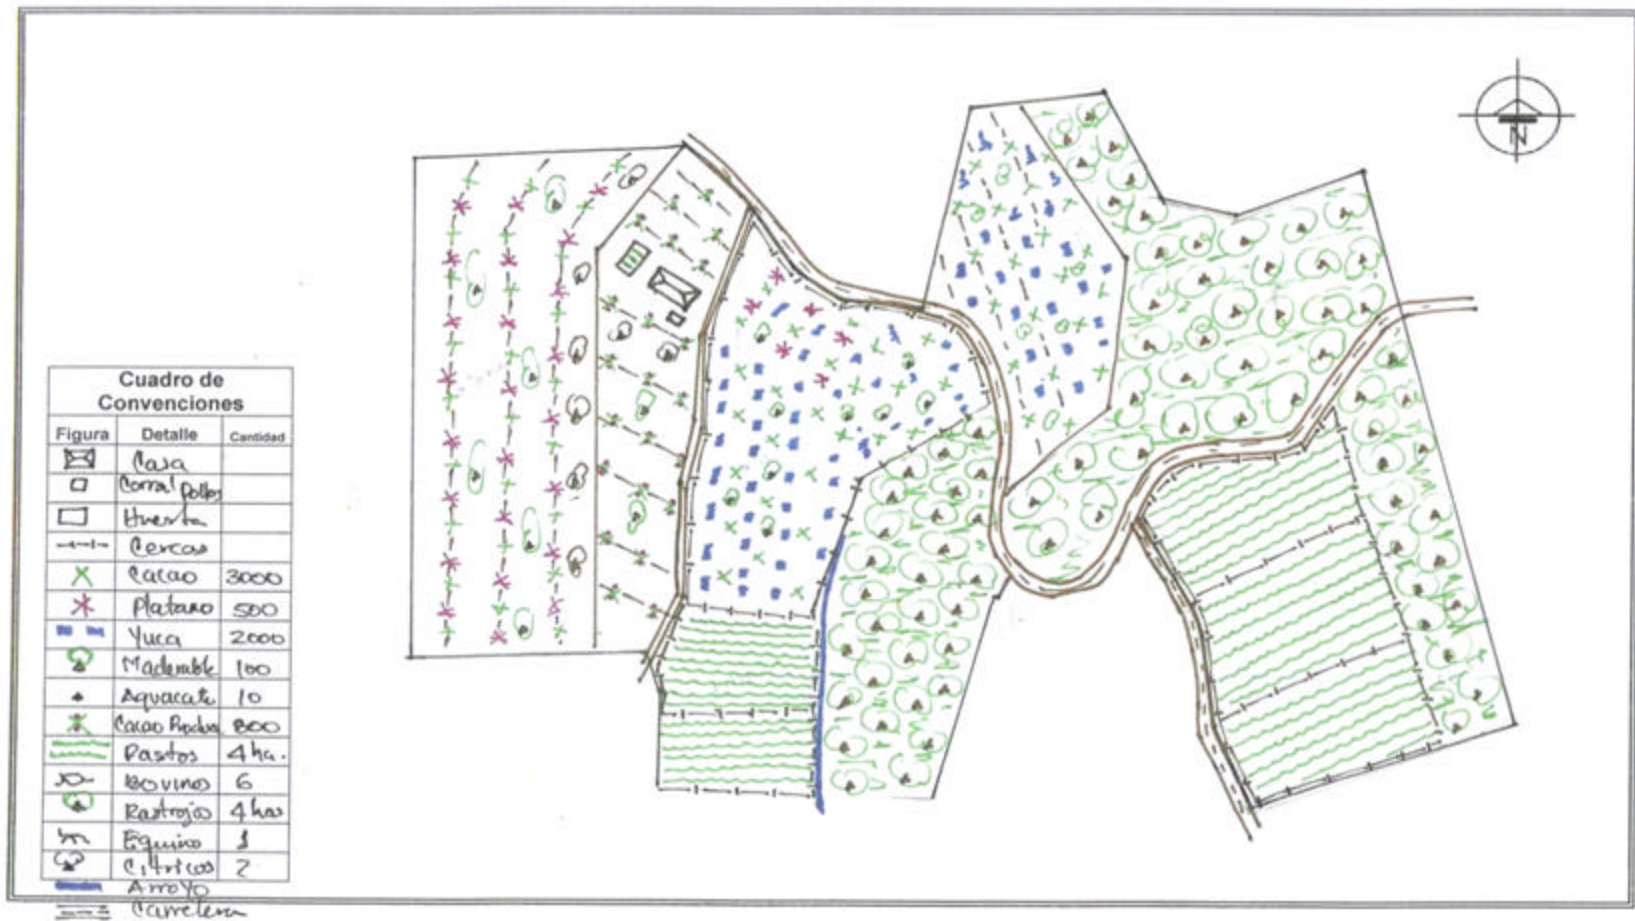 N
Cuadro de
Convenciones
Figura Detalle Cantidad
Casa
Corral Pollos
Huerta
Cercas
Cacao 3000
Platano 500
Yuca 2000
Maderable 100
Aguacate 10
Cacao 800
Pastos 4 ha.
Bovinos 6
Rastrojos 4 has
Equino 1
Citricos 2
Arroyo
Carretera